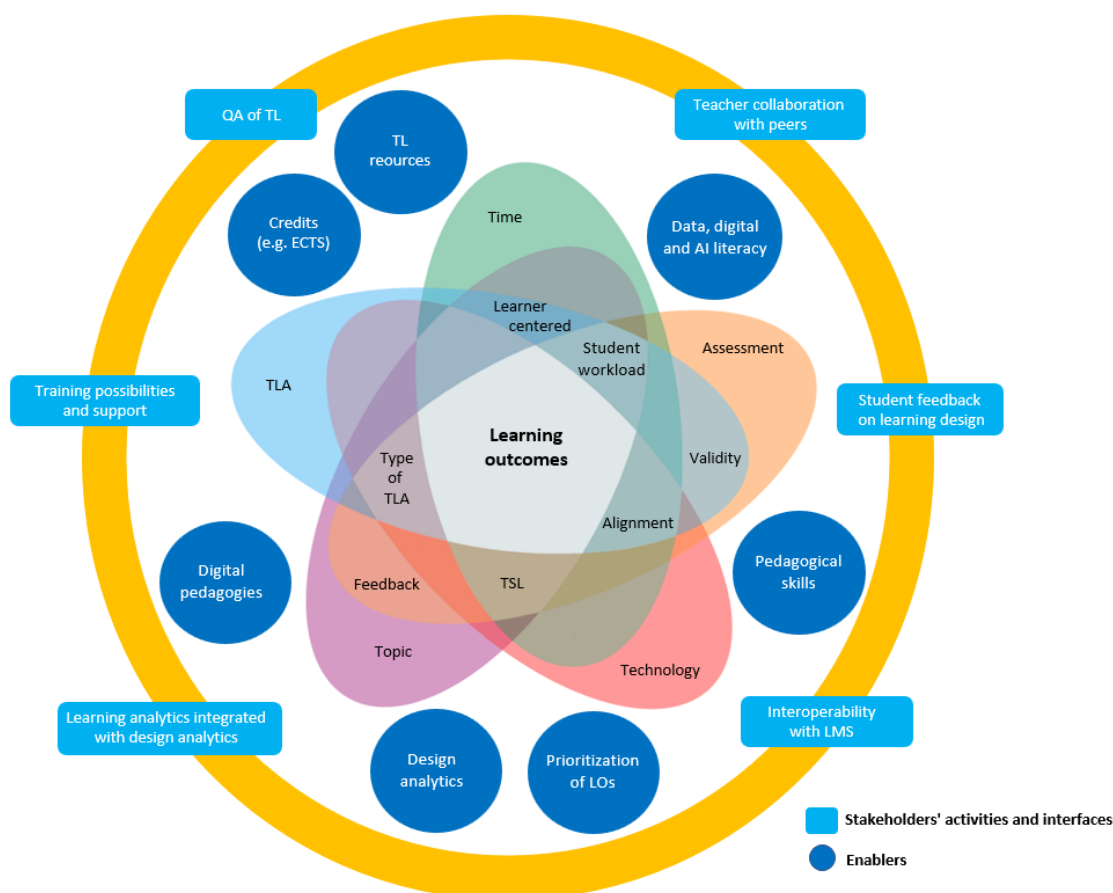 QA of TL
Teacher collaboration
with peers
TL
reources
Credits
(e.g. ECTS)
Time
Data, digital
and AI literacy
Learner
centered
Student
workload
Assessment
TLA
Training possibilities
and support
Student feedback
on learning design
Learning
outcomes
Type
of
TLA
Validity
Alignment
Digital
pedagogies
Feedback
TSL
Pedagogical
skills
Topic
Technology
Learning analytics integrated
with design analytics
Interoperability
with LMS
Design
analytics
Prioritization
of LOs
Stakeholders' activities and interfaces
Enablers